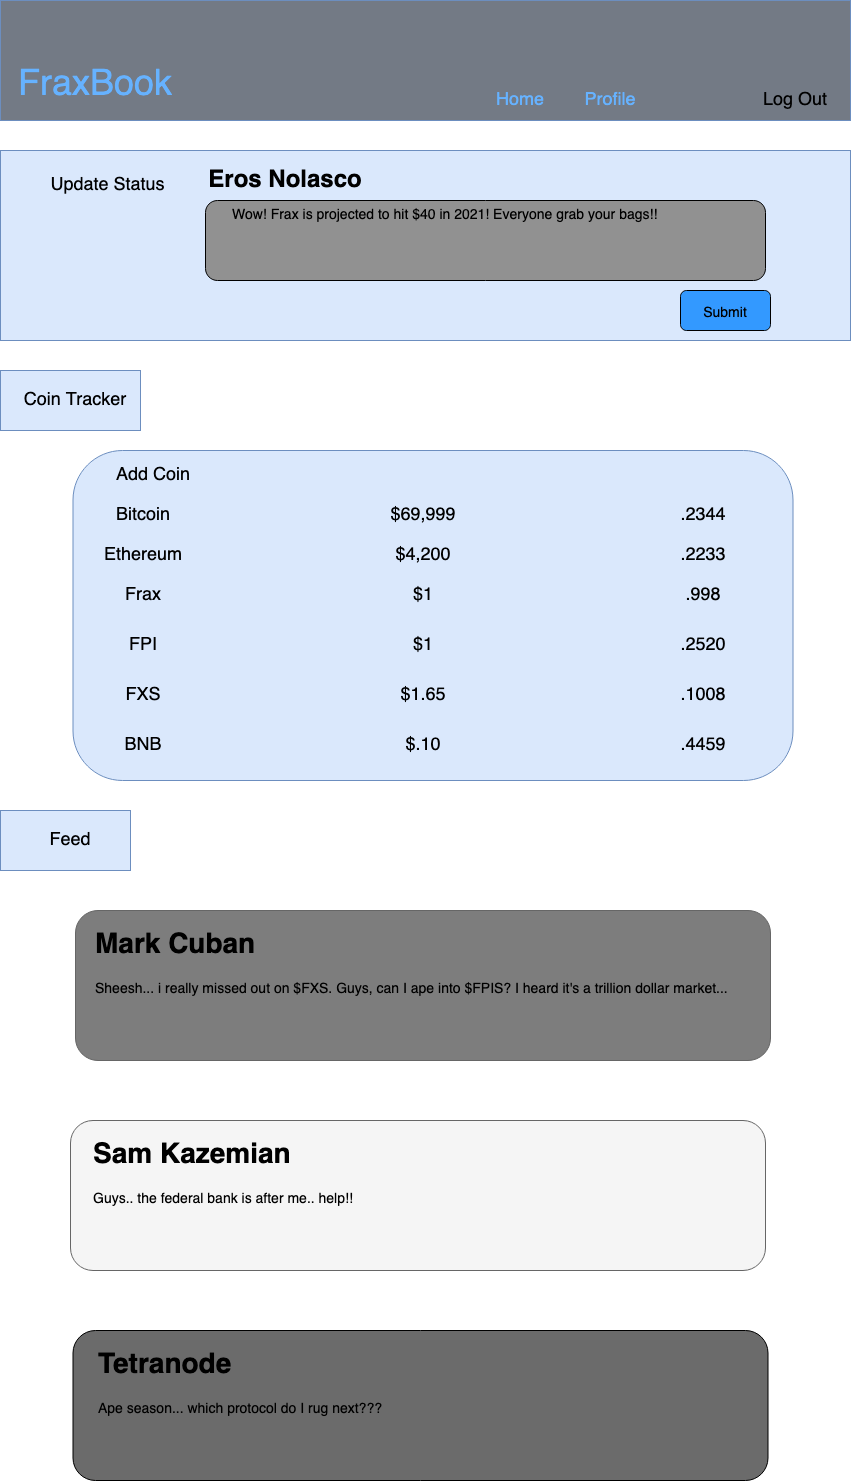 FraxBook
Home Profile Log Out
Update Status
Eros Nolasco
Wow! Frax is projected to hit $40 in 2021! Everyone grab your bags!!
Submit
Coin Tracker
Add Coin
Bitcoin $69,999 .2344
Ethereum $4,200 .2233
Frax $1 .998
FPI $1 .2520
FXS $1.65 .1008
BNB $.10 .4459
Feed
Mark Cuban
Sheesh... i really missed out on $FXS. Guys, can I ape into $FPIS? I heard it's a trillion dollar market...
Sam Kazemian
Guys.. the federal bank is after me.. help!!
Tetranode
Ape season... which protocol do I rug next???